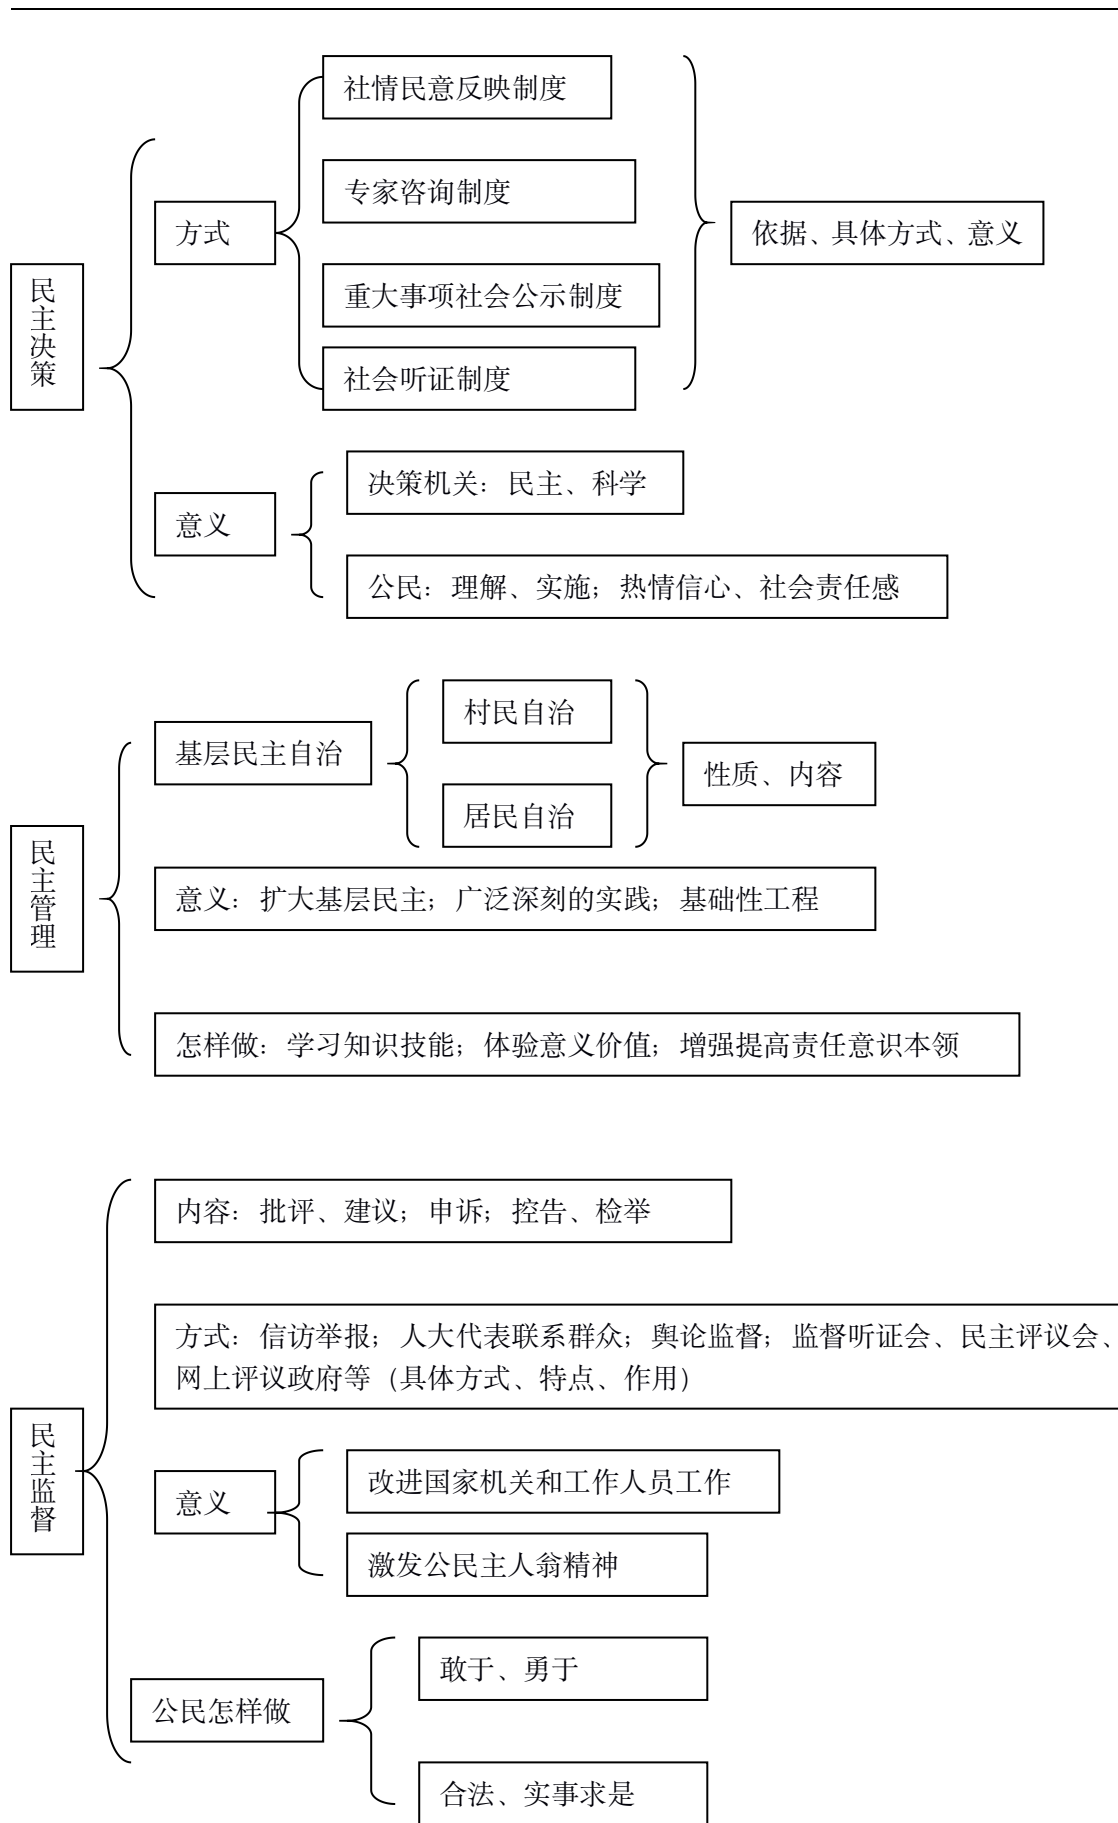 社情民意反映制度
专家咨询制度
方式
依据、具体方式、意义
重大事项社会公示制度
民主决策
社会听证制度
决策机关：民主、科学
意义
公民：理解、实施；热情信心、社会责任感
村民自治
基层民主自治
性质、内容
居民自治
民主管理
意义：扩大基层民主；广泛深刻的实践；基础性工程
怎样做：学习知识技能；体验意义价值；增强提高责任意识本领
内容：批评、建议；申诉；控告、检举
方式：信访举报；人大代表联系群众；舆论监督；监督听证会、民主评议会、
网上评议政府等（具体方式、特点、作用）
民主监督
改进国家机关和工作人员工作
意义
激发公民主人翁精神
敢于、勇于
公民怎样做
合法、实事求是